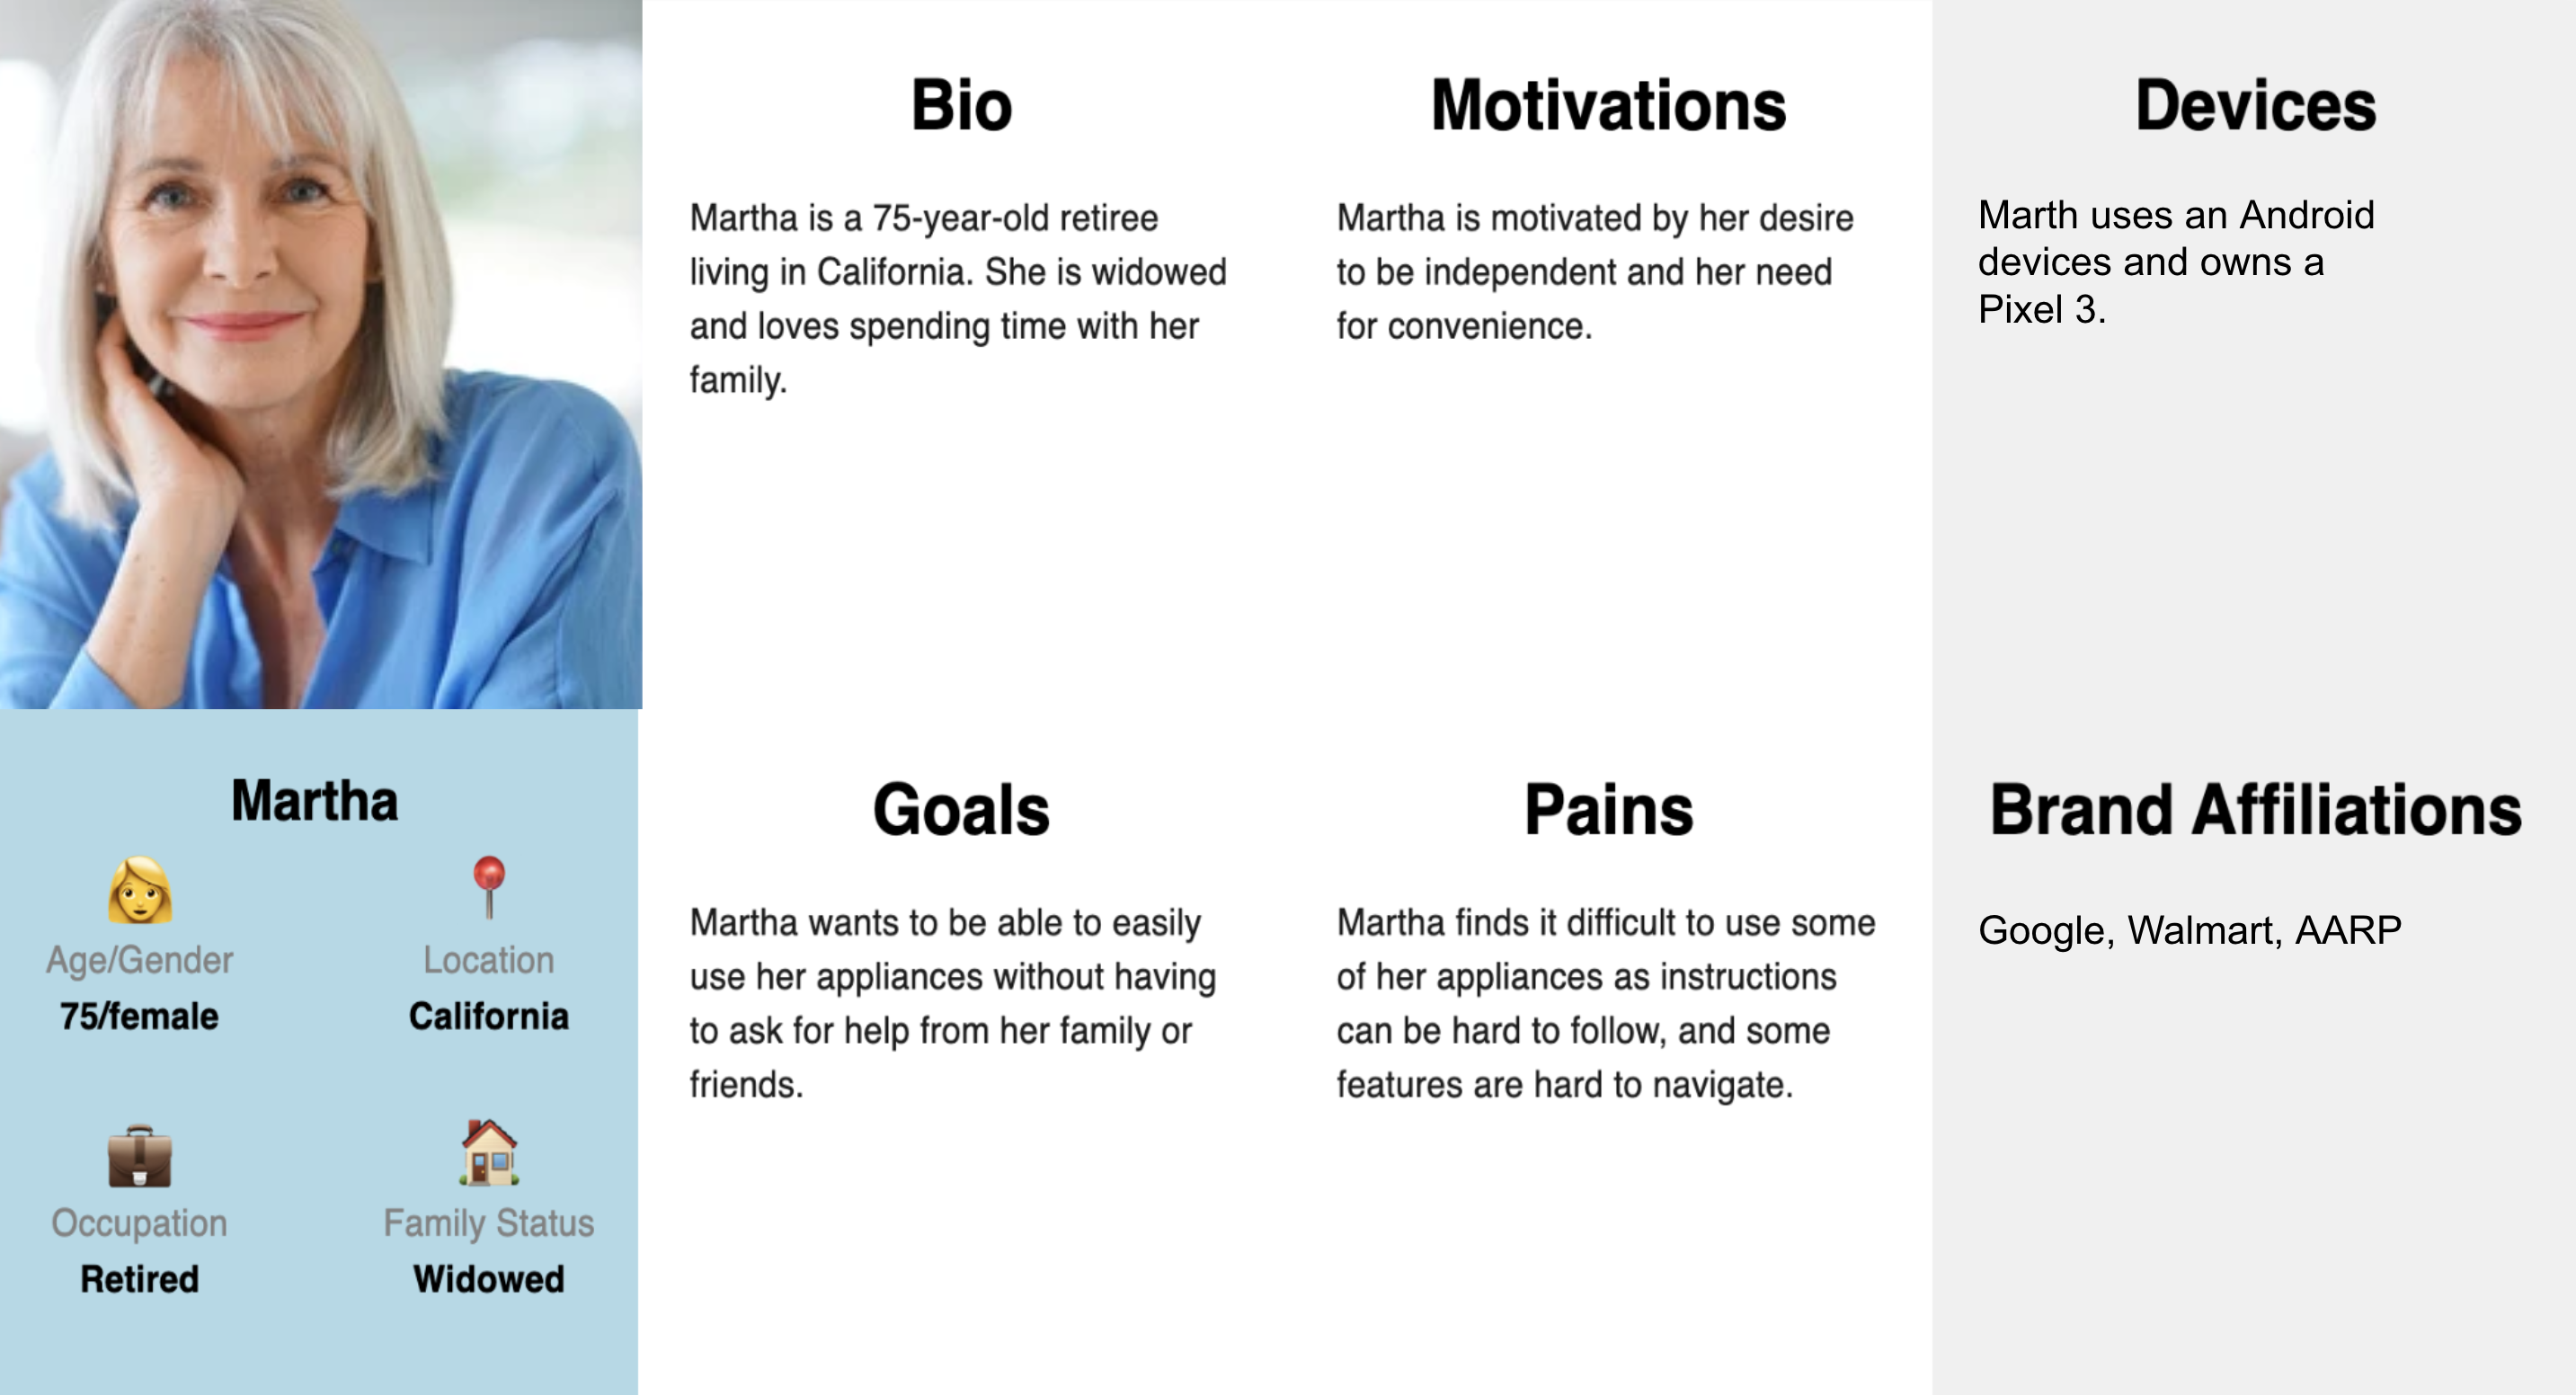 Bio
Martha is a 75-year-old retiree
living in California. She is widowed
and loves spending time with her
family.
Motivations
Martha is motivated by her desire
to be independent and her need
for convenience.
Devices
Marth uses an Android
devices and owns a
Pixel 3.
Martha
Age/Gender
75/female
Location
California
Occupation
Retired
Family Status
Widowed
Goals
Martha wants to be able to easily
use her appliances without having
to ask for help from her family or
friends.
Pains
Martha finds it difficult to use some
of her appliances as instructions
can be hard to follow, and some
features are hard to navigate.
Brand Affiliations
Google, Walmart, AARP